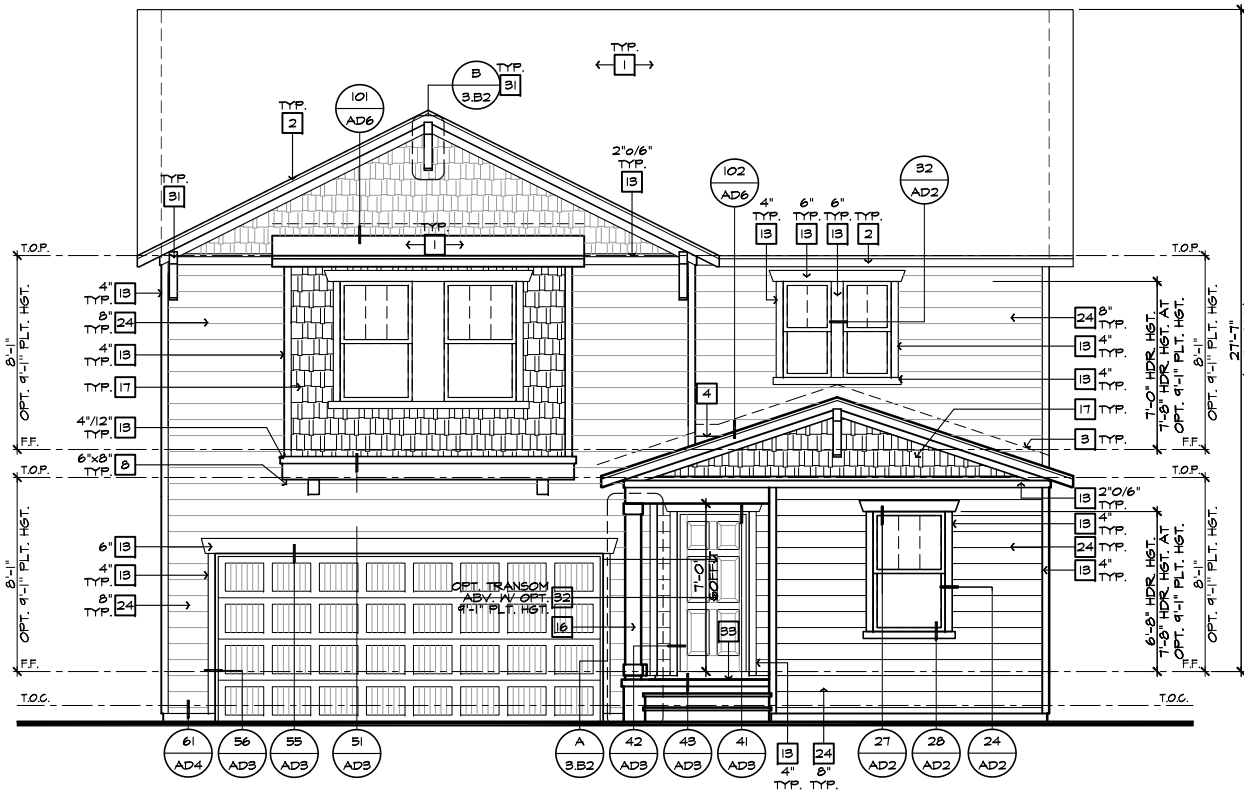 TYP.
1
B
3.B2
TYP.
31
101
AD6
TYP.
2
2"o/6"
TYP.
13
102
AD6
32
AD2
TYP.
31
4"
TYP.
13
6"
TYP.
13
6"
TYP.
13
TYP.
2
TYP.
1
T.O.P.
T.O.P.
4"
TYP.
13
8"
TYP.
24
4"
TYP.
13
TYP.
17
4"/12"
TYP.
13
6"x8"
TYP.
8
8'-1"
OPT. 9'-1" PLT. HGT.
F.F.
T.O.P.
24
8"
TYP.
13
4"
TYP.
13
4"
TYP.
17
TYP.
3
TYP.
4
7'-0" HDR. HGT.
7'-8" HDR. HGT. AT
OPT. 9'-1" PLT. HGT.
8'-1"
OPT. 9'-1" PLT. HGT.
27'-7"
F.F.
T.O.P.
13
2"O/6"
TYP.
13
4"
TYP.
24
13
4"
TYP.
6"
13
4"
TYP.
13
8"
TYP.
24
8'-1"
OPT. 9'-1" PLT. HGT.
OPT. TRANSOM
ABV. W/ OPT.
9'-1" PLT. HGT.
32
16
7'-0"
SOFFIT
33
6'-8" HDR. HGT.
7'-8" HDR. HGT. AT
OPT. 9'-1" PLT. HGT.
8'-1"
OPT. 9'-1" PLT. HGT.
F.F.
F.F.
T.O.C.
T.O.C.
61
AD4
56
AD3
55
AD3
51
AD3
A
3.B2
42
AD3
43
AD3
41
AD3
13
4"
TYP.
24
8"
TYP.
27
AD2
28
AD2
24
AD2